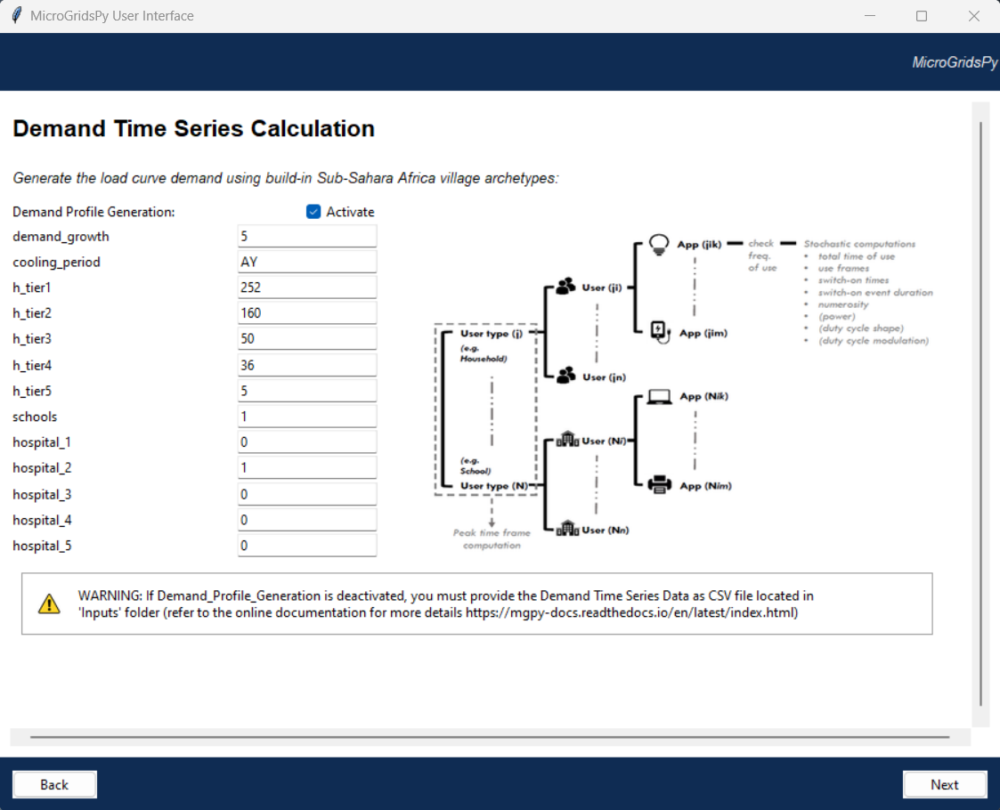 MicroGridsPy User Interface
MicroGridsPy
Demand Time Series Calculation
Generate the load curve demand using build-in Sub-Sahara Africa village archetypes:
Demand Profile Generation: Activate
demand_growth 5
cooling_period AY
h_tier1 252
h_tier2 160
h_tier3 50
h_tier4 36
h_tier5 5
schools 1
hospital_1 0
hospital_2 1
hospital_3 0
hospital_4 0
hospital_5 0
User type (j)
(e.g.
Household)
(e.g.
School)
User type (N)
Peak time frame
computation
User (ji)
User (jn)
User (Ni)
User (Nn)
App (jik)
App (jim)
App (Nik)
App (Nim)
check
freq.
of use
Stochastic computations
• total time of use
• use frames
• switch-on times
• switch-on event duration
• numerosity
• (power)
• (duty cycle shape)
• (duty cycle modulation)
WARNING: If Demand_Profile_Generation is deactivated, you must provide the Demand Time Series Data as CSV file located in
'Inputs' folder (refer to the online documentation for more details https://mgpy-docs.readthedocs.io/en/latest/index.html)
Back
Next